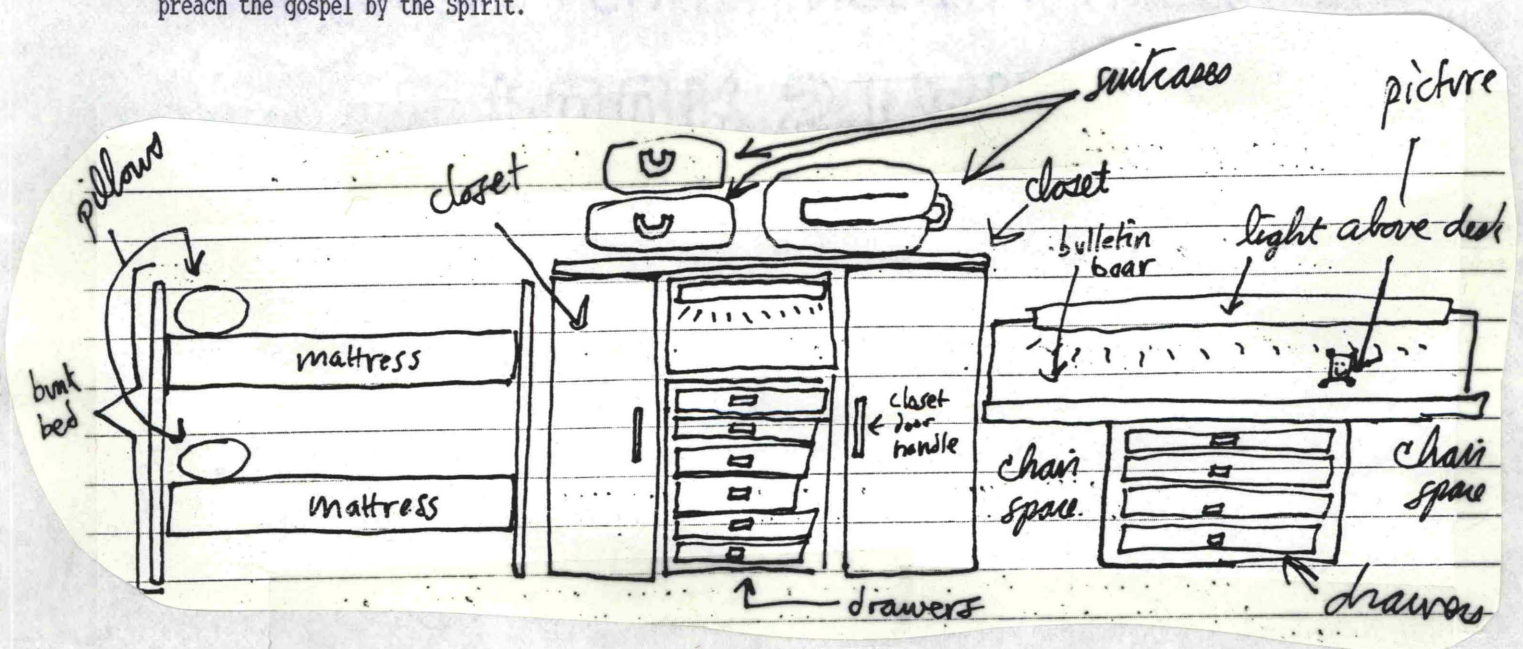 preach the gospel by the Spirit.
suitcases
picture
pillows
closet
closet
bulletin
boar
light above desk
mattress
bunk
bed
closet
door
handle
chair
space.
chair
space
mattress
drawers
drawers